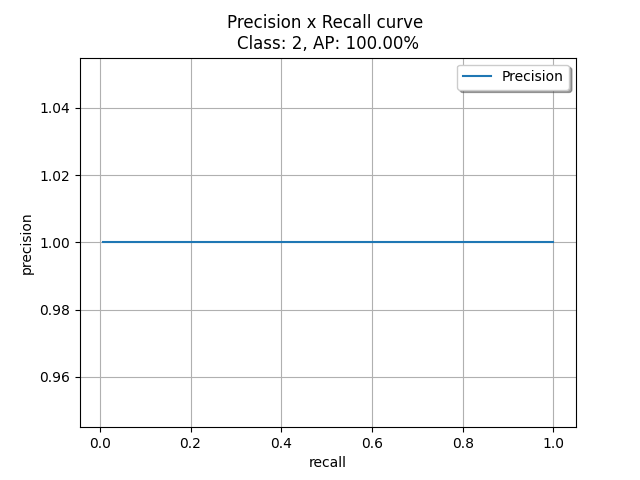 Precision x Recall curve
Class: 2, AP: 100.00%
Precision
1.04
1.02
1.00
0.98
0.96
precision
0.0 0.2 0.4 0.6 0.8 1.0
recall